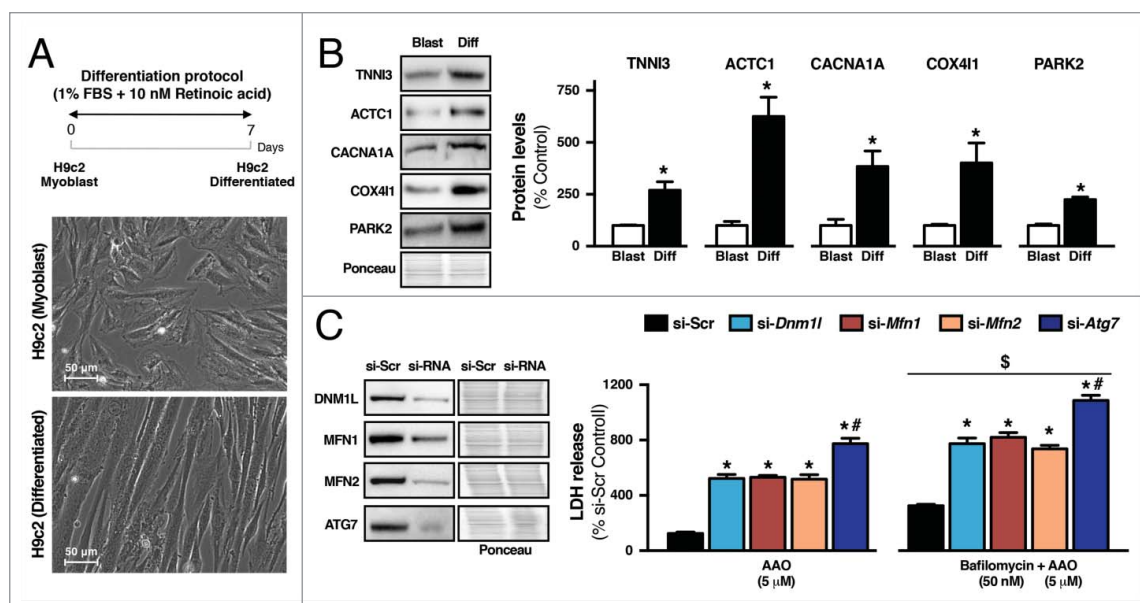 A
Differentiation protocol
(1% FBS + 10 nM Retinoic acid)
0 7
Days
H9c2 H9c2
Myoblast Differentiated
H9c2 (Myoblast)
50 μm
H9c2 (Differentiated)
50 μm
B
Blast Diff
TNNI3
ACTC1
CACNA1A
COX4I1
PARK2
Ponceau
TNNI3 ACTC1 CACNA1A COX4I1 PARK2
Protein levels
(% Control)
750
500
250
0
* * * * *
Blast Diff Blast Diff Blast Diff Blast Diff Blast Diff
C
si-Scr si-Dnm1l si-Mfn1 si-Mfn2 si-Atg7
si-Scr si-RNA si-Scr si-RNA
DNM1L
MFN1
MFN2
ATG7
Ponceau
LDH release
(% si-Scr Controll)
1200
800
400
0
$
* * * *#
* * * *#
AAO Bafilomycin + AAO
(5 μM) (50 nM) (5 μM)